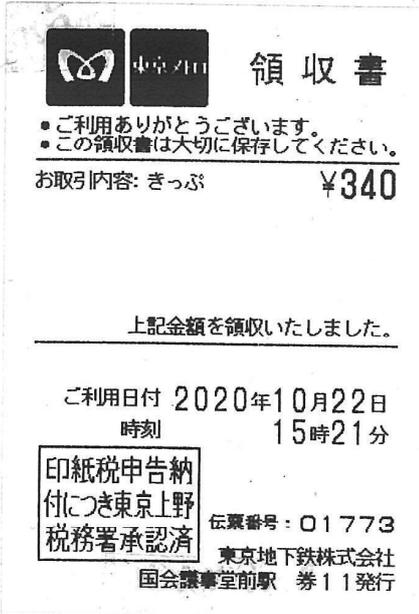 東京メトロ
領収書
●ご利用ありがとうございます。
●この領収書は大切に保存してください。
お取引内容:きっぷ ¥340
上記金額を領収いたしました。
ご利用日付 2020年10月22日
時刻 15時21分
印紙税申告納
付につき東京上野
税務署承認済
伝票番号:01773
東京地下鉄株式会社
国会議事堂前駅 券11発行